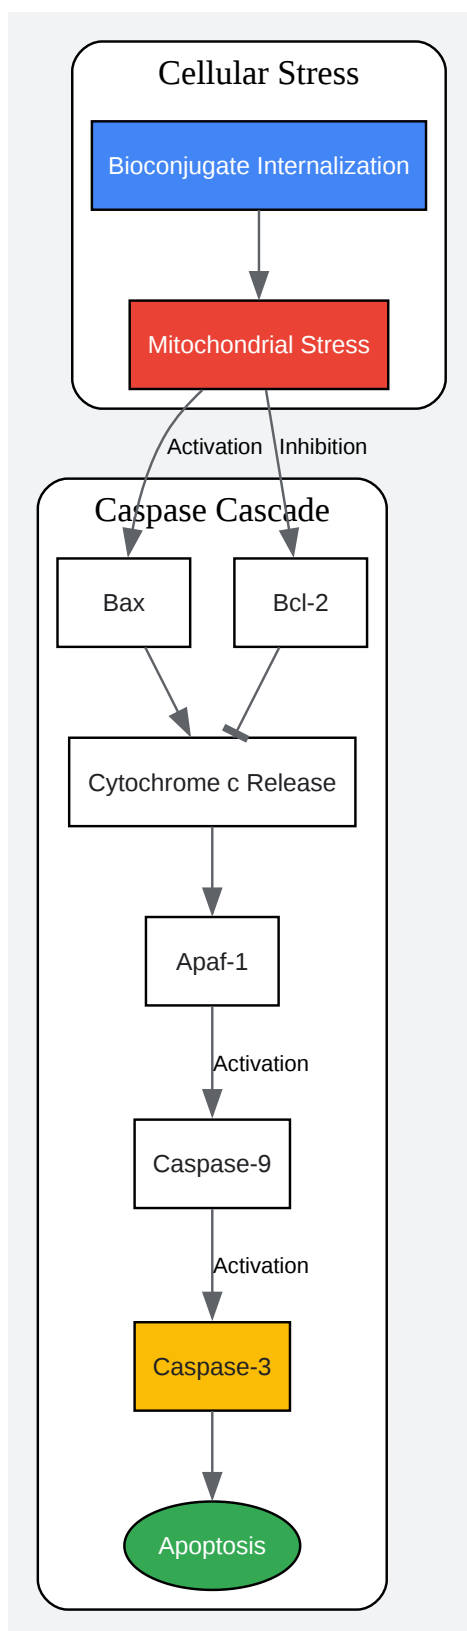 Cellular Stress
Bioconjugate Internalization
Mitochondrial Stress
Activation
Inhibition
Caspase Cascade
Bax
Bcl-2
Cytochrome c Release
Apaf-1
Activation
Caspase-9
Activation
Caspase-3
Apoptosis